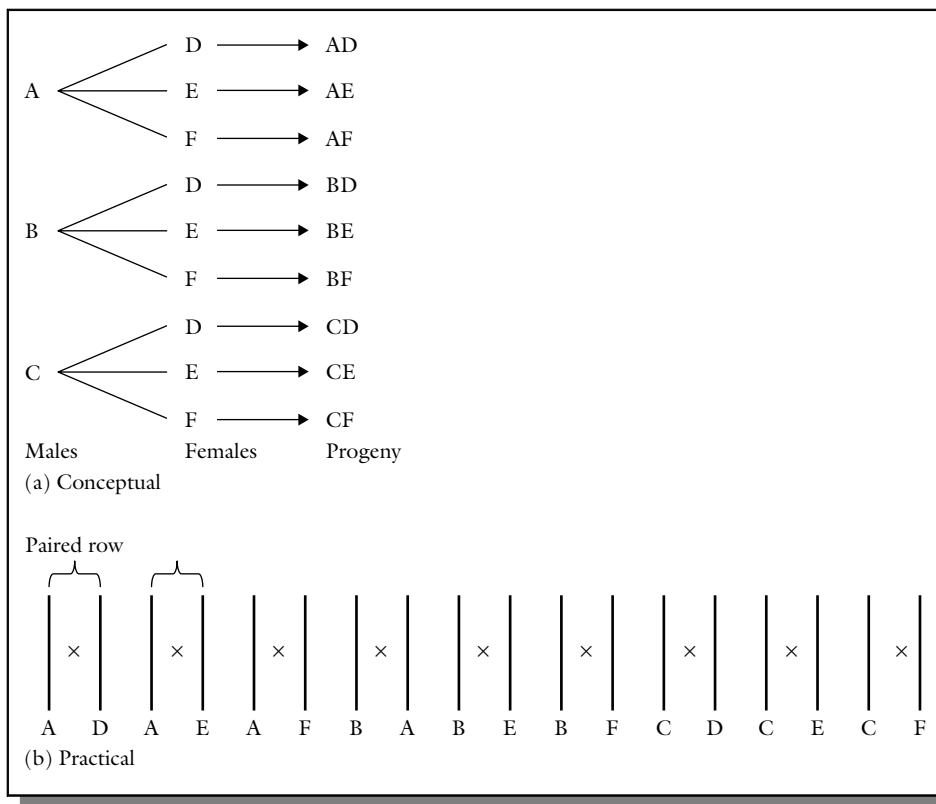 D AD
A E AE
F AF
D BD
B E BE
F BF
D CD
C E CE
F CF
Males Females Progeny
(a) Conceptual
Paired row
× × × × × × × × ×
A D A E A F B A B E B F C D C E C F
(b) Practical